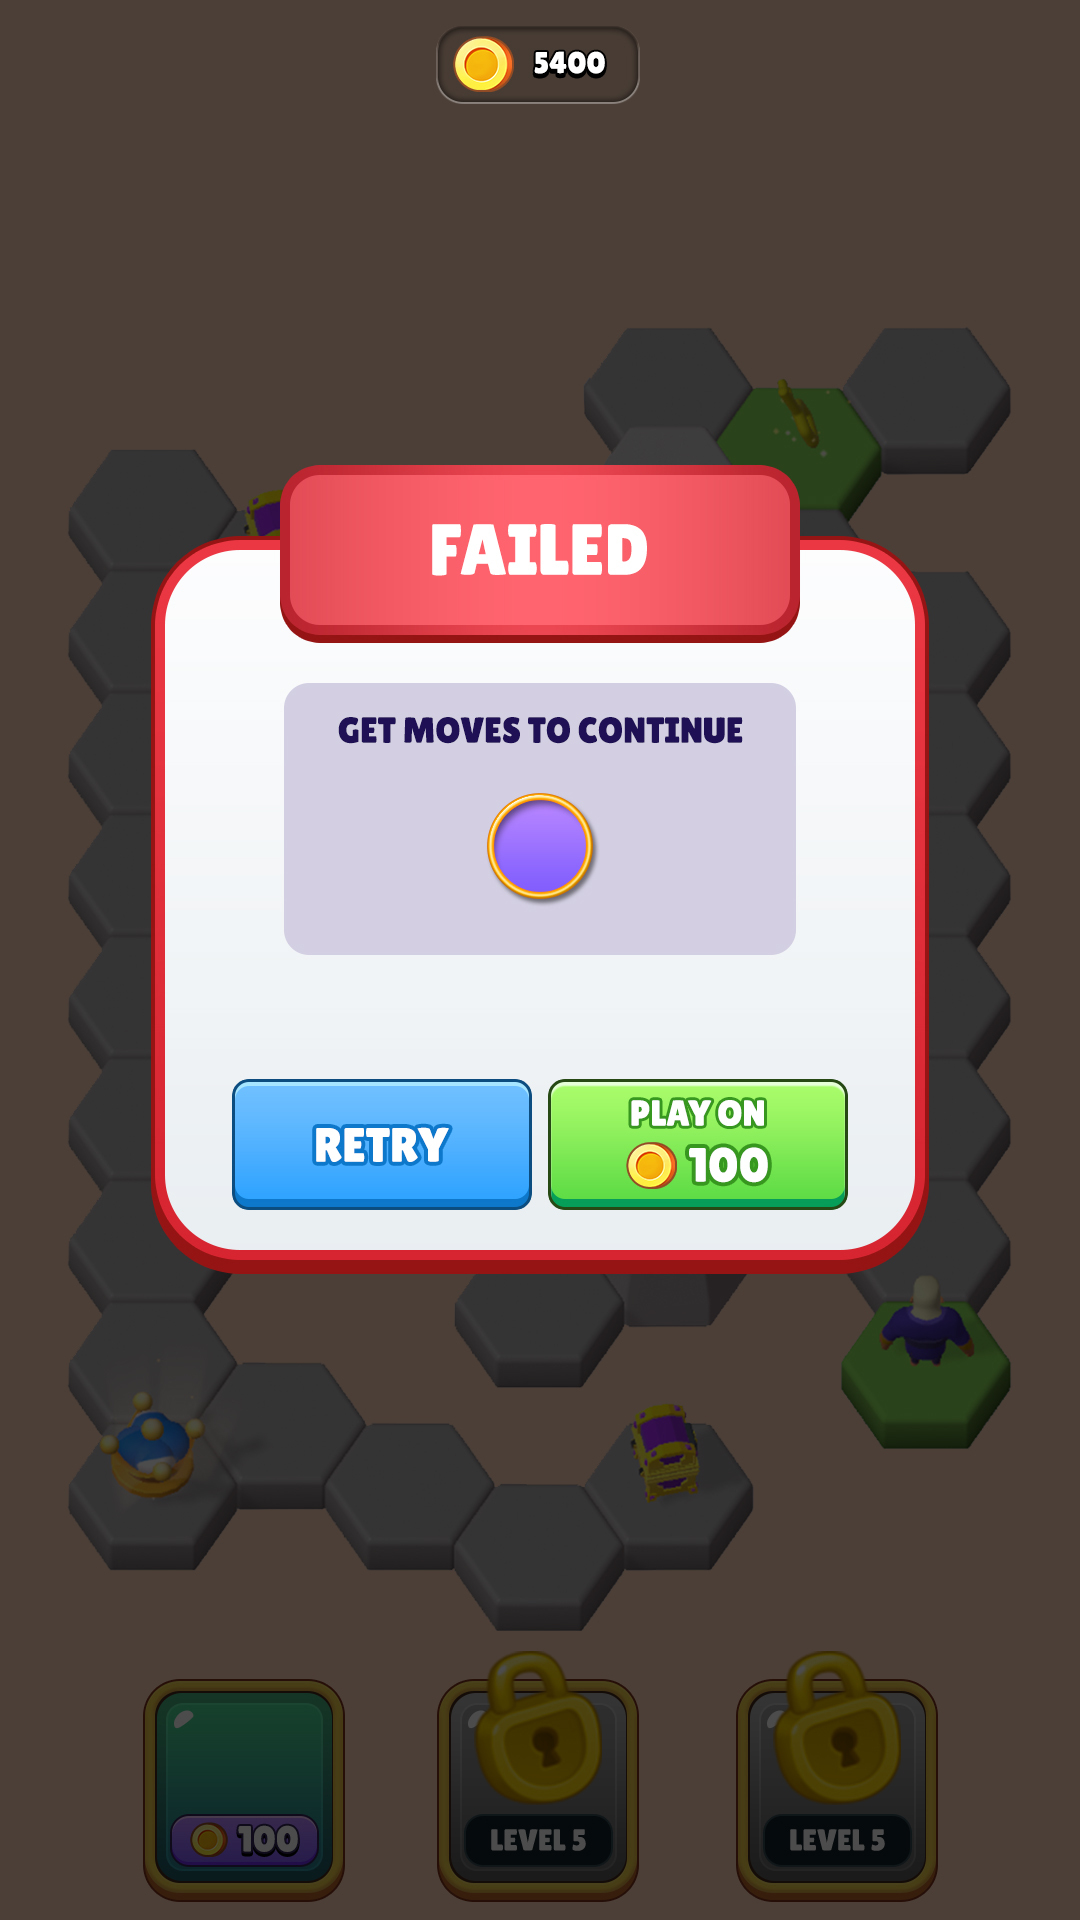 5400
FAILED
GET MOVES TO CONTINUE
RETRY
PLAY ON
100
100
LEVEL 5
LEVEL 5